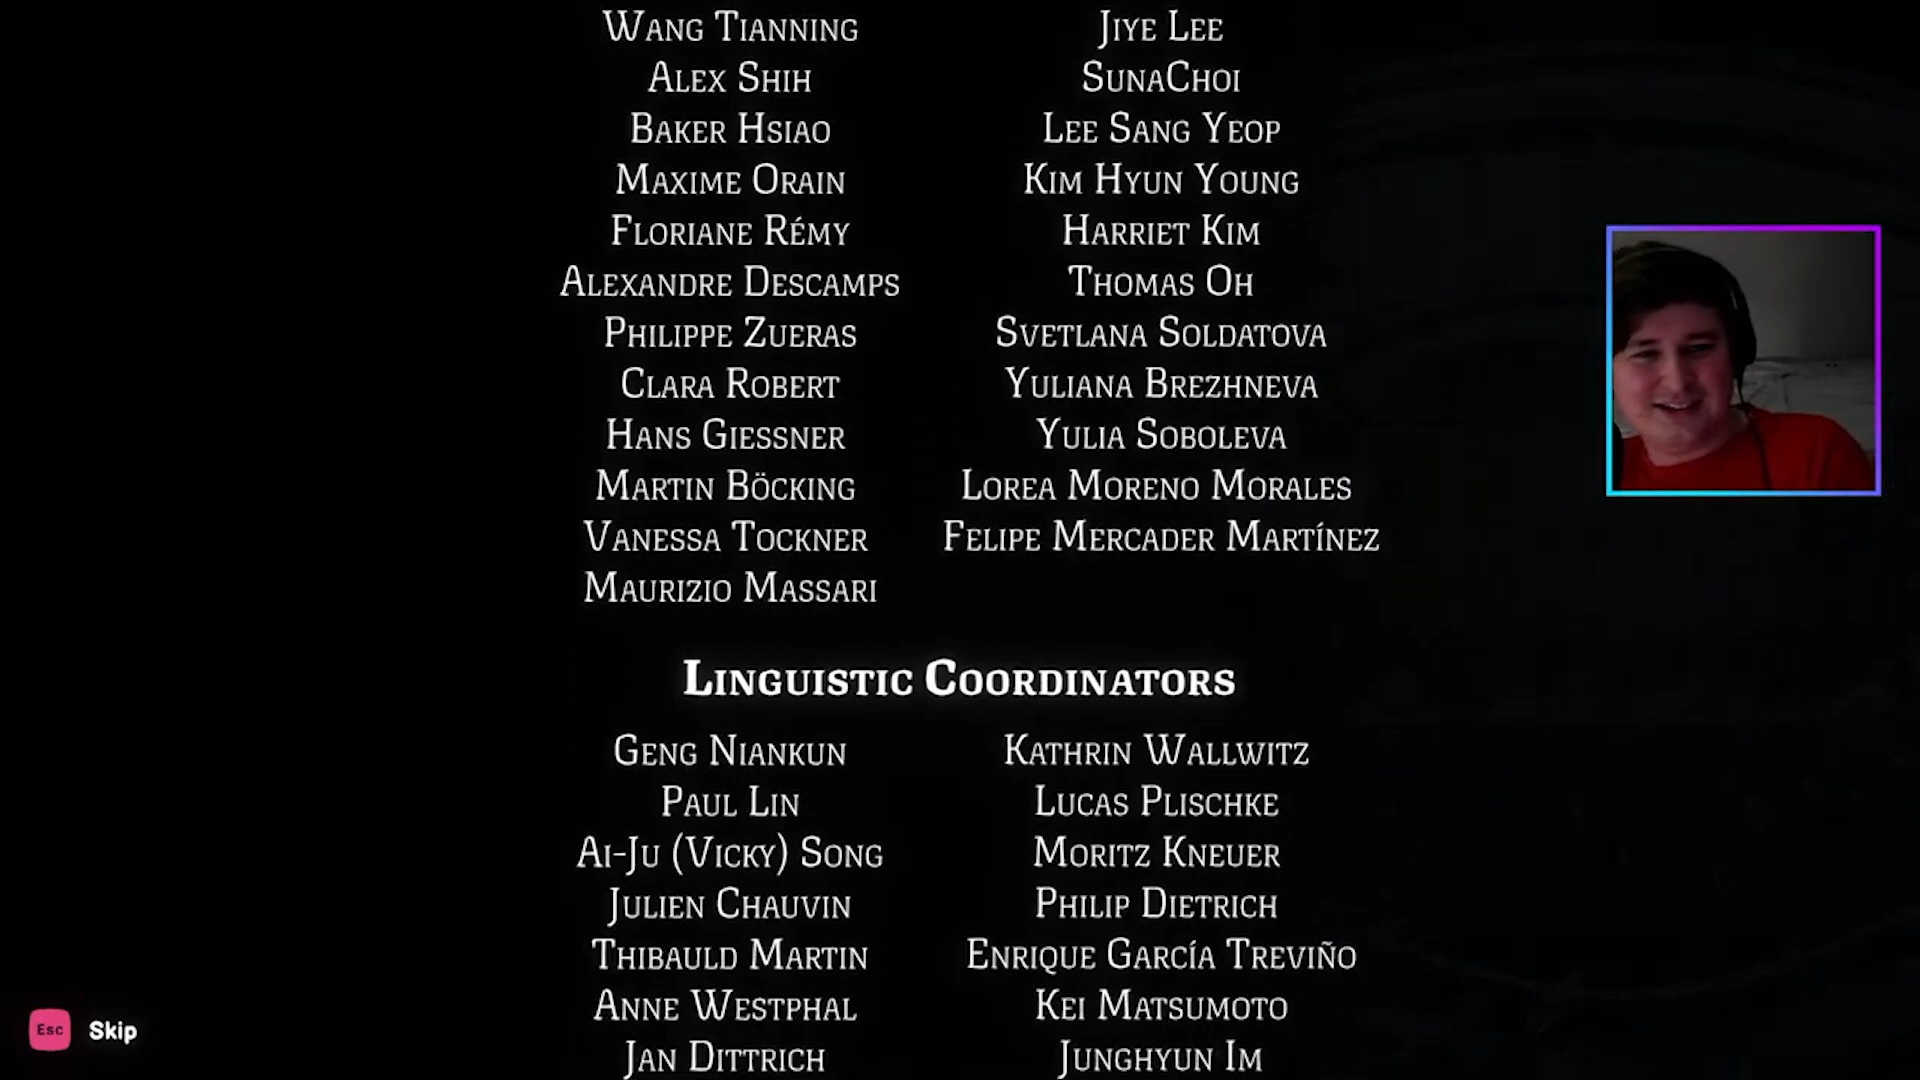 Wang Tianning Jiye Lee
Alex Shih SunaChoi
Baker Hsiao Lee Sang Yeop
Maxime Orain Kim Hyun Young
Floriane Rémy Harriet Kim
Alexandre Descamps Thomas Oh
Philippe Zueras Svetlana Soldatova
Clara Robert Yuliana Brezhneva
Hans Giessner Yulia Soboleva
Martin Böcking Lorea Moreno Morales
Vanessa Tockner Felipe Mercader Martínez
Maurizio Massari
Linguistic Coordinators
Geng Niankun Kathrin Wallwitz
Paul Lin Lucas Plischke
Ai-Ju (Vicky) Song Moritz Kneuer
Julien Chauvin Philip Dietrich
Thibauld Martin Enrique García Treviño
Anne Westphal Kei Matsumoto
Jan Dittrich Junghyun Im
Esc Skip